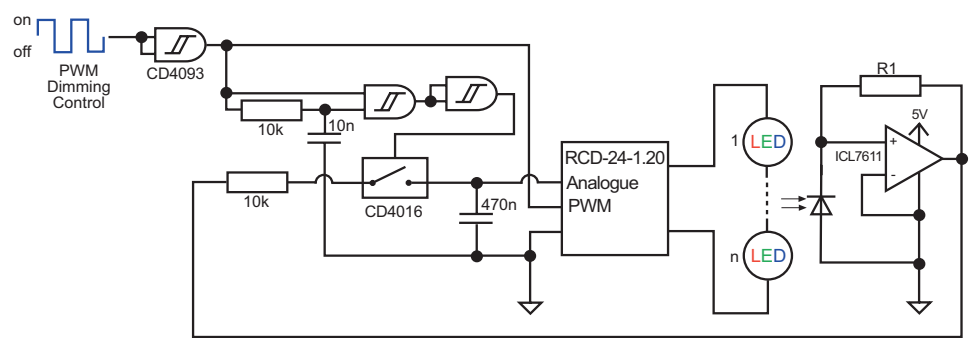 on
off
PWM
Dimming
Control
CD4093
10k
10n
10k
CD4016
470n
RCD-24-1.20
Analogue
PWM
1 LED
n LED
R1
5V
ICL7611
+
-